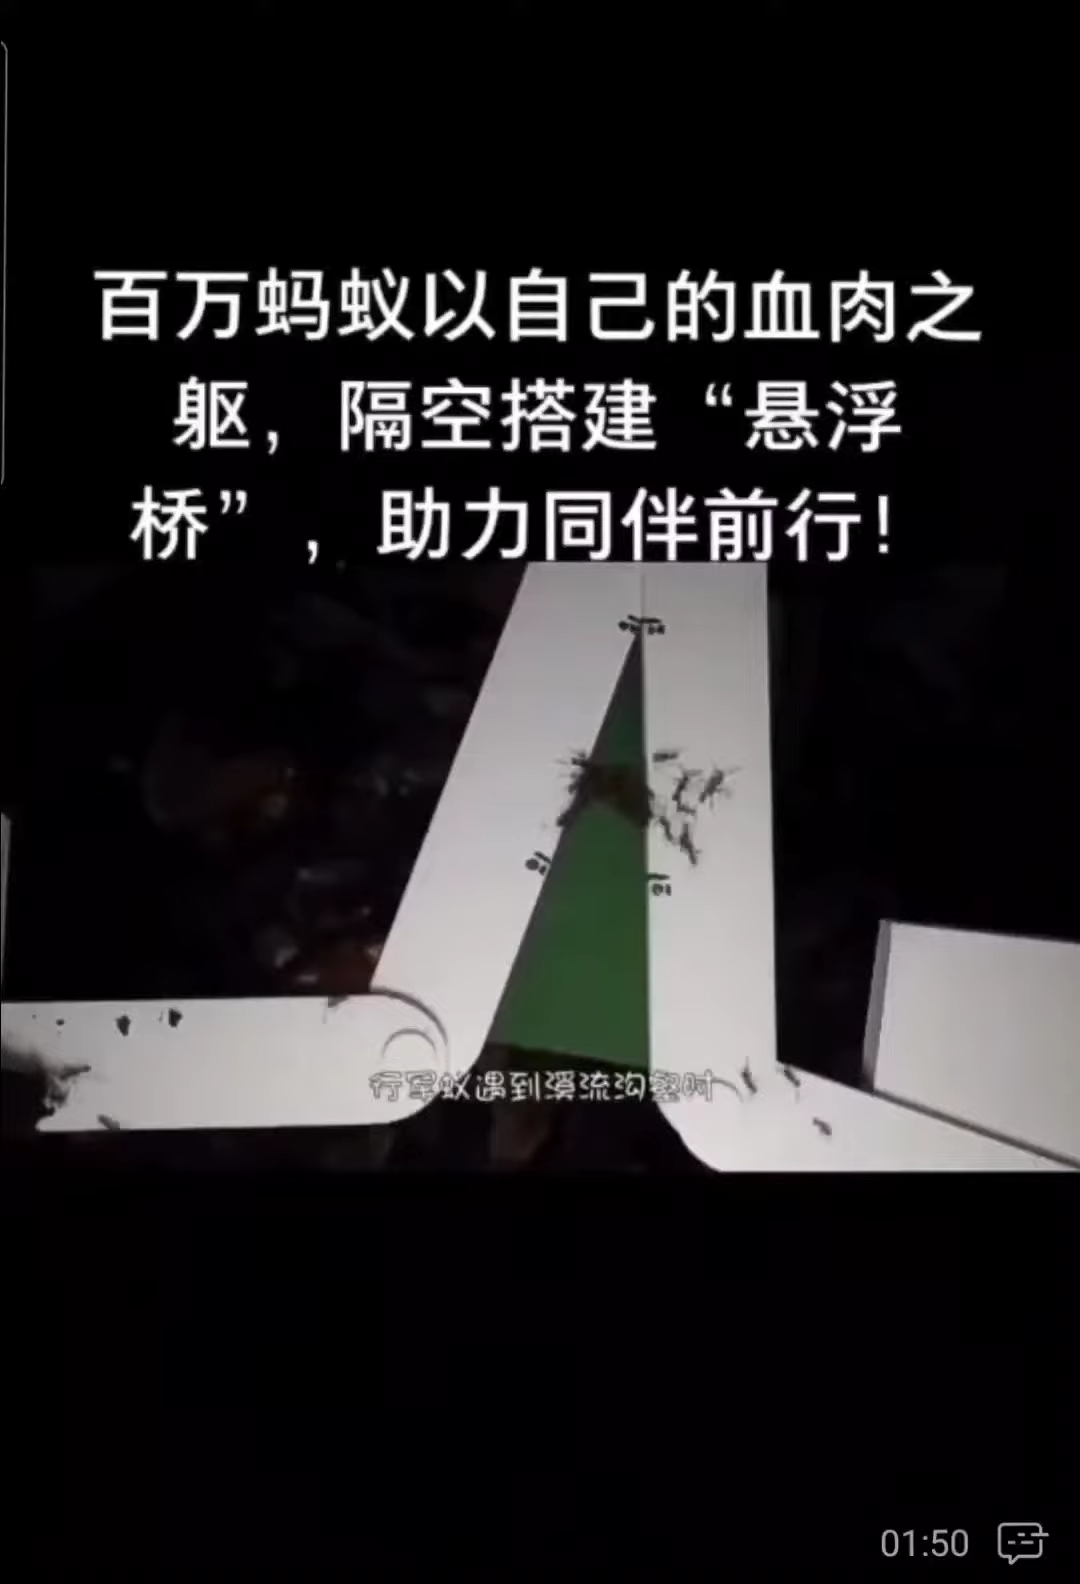 百万蚂蚁以自己的血肉之
躯，隔空搭建“悬浮
桥”，助力同伴前行！
行军蚁遇到溪流沟壑时
01:50